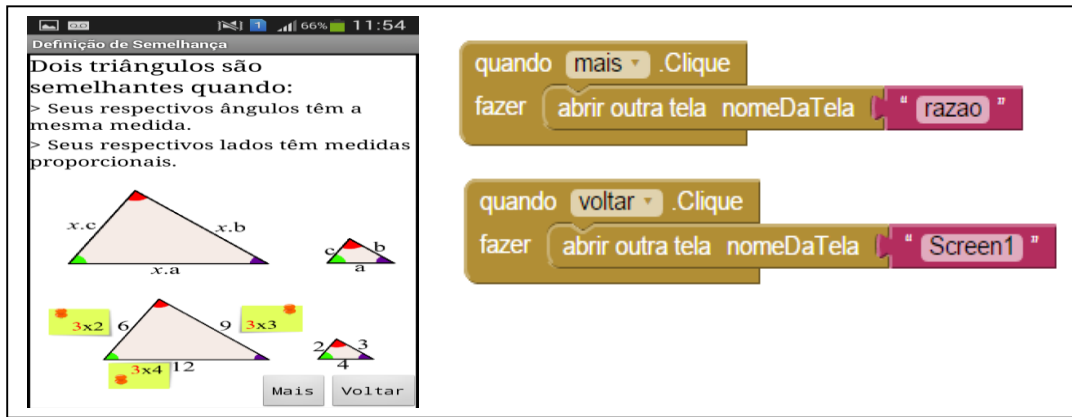 66% 11:54
Definição de Semelhança
Dois triângulos são
semelhantes quando:
> Seus respectivos ângulos têm a
mesma medida.
> Seus respectivos lados têm medidas
proporcionais.
x.c
x.b
x.a
c
b
a
3x2
6
9
3x3
3x4
12
2
3
4
Mais
Voltar
quando mais .Clique
fazer abrir outra tela nomeDaTela " razao "
quando voltar .Clique
fazer abrir outra tela nomeDaTela " Screen1 "